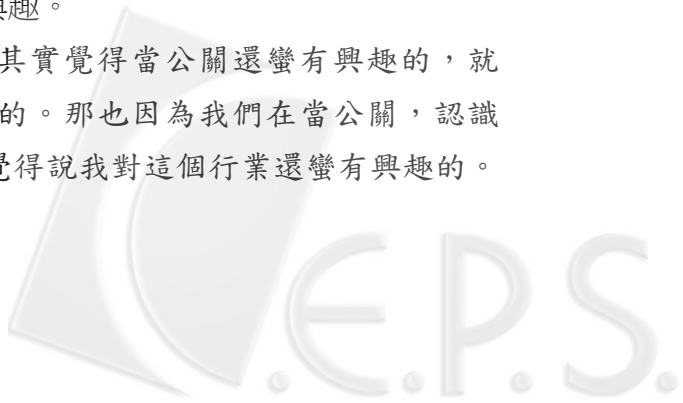 興趣。
其實覺得當公關還蠻有興趣的，就
的。那也因為我們在當公關，認識
覺得說我對這個行業還蠻有興趣的。
C.E.P.S.